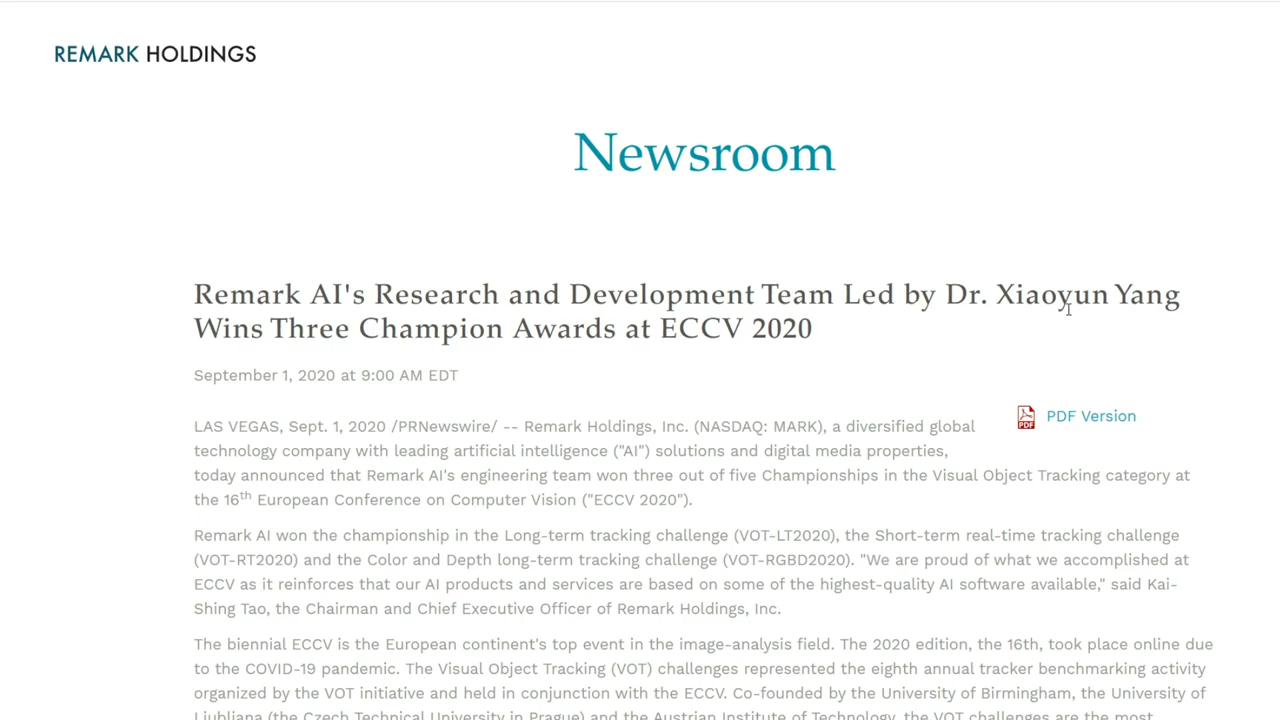 REMARK HOLDINGS
Newsroom
Remark AI's Research and Development Team Led by Dr. Xiaoyun Yang
Wins Three Champion Awards at ECCV 2020
September 1, 2020 at 9:00 AM EDT
PDF Version
LAS VEGAS, Sept. 1, 2020 /PRNewswire/ -- Remark Holdings, Inc. (NASDAQ: MARK), a diversified global
technology company with leading artificial intelligence ("AI") solutions and digital media properties,
today announced that Remark AI's engineering team won three out of five Championships in the Visual Object Tracking category at
the 16th European Conference on Computer Vision ("ECCV 2020").
Remark AI won the championship in the Long-term tracking challenge (VOT-LT2020), the Short-term real-time tracking challenge
(VOT-RT2020) and the Color and Depth long-term tracking challenge (VOT-RGBD2020). "We are proud of what we accomplished at
ECCV as it reinforces that our AI products and services are based on some of the highest-quality AI software available," said Kai-
Shing Tao, the Chairman and Chief Executive Officer of Remark Holdings, Inc.
The biennial ECCV is the European continent's top event in the image-analysis field. The 2020 edition, the 16th, took place online due
to the COVID-19 pandemic. The Visual Object Tracking (VOT) challenges represented the eighth annual tracker benchmarking activity
organized by the VOT initiative and held in conjunction with the ECCV. Co-founded by the University of Birmingham, the University of
Ljubljana (the Czech Technical University in Prague) and the Austrian Institute of Technology, the VOT challenges are the most